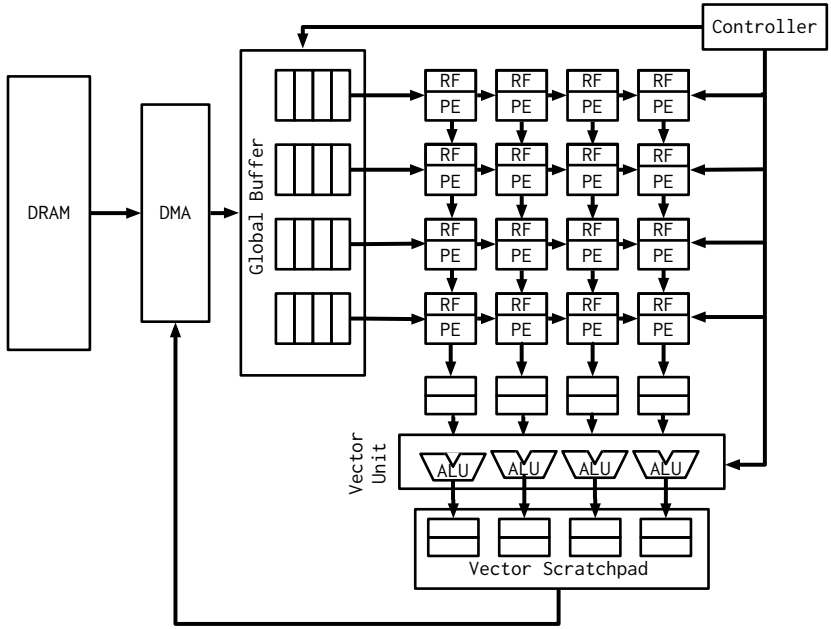 Controller
RF RF RF RF
PE PE PE PE
RF RF RF RF
PE PE PE PE
DRAM
DMA
Global Buffer
RF RF RF RF
PE PE PE PE
RF RF RF RF
PE PE PE PE
Vector
Unit
ALU ALU ALU ALU
Vector Scratchpad